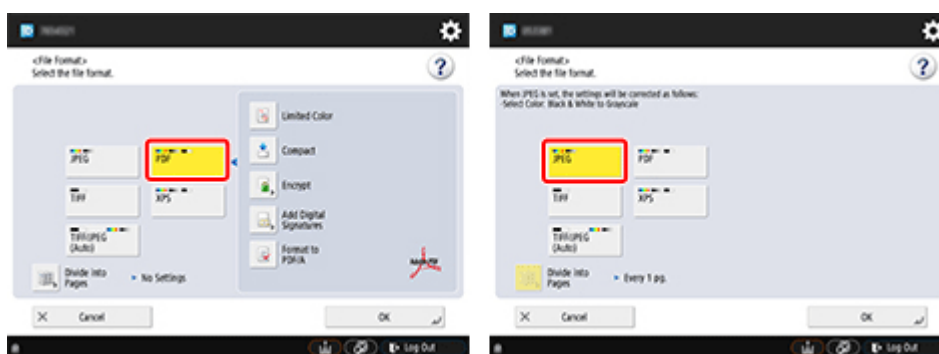 <File Format>
Select the file format.
JPEG
PDF
TIFF
XPS
TIFF/JPEG
(Auto)
Divide Into
Pages
No Settings
Limited Color
Compact
Encrypt
Add Digital
Signatures
Format to
PDF/A
Cancel
OK
Log Out
<File Format>
Select the file format.
When JPEG is set, the settings will be corrected as follows:
-Select Color: Black & White to Grayscale
JPEG
PDF
TIFF
XPS
TIFF/JPEG
(Auto)
Divide Into
Pages
Every 1 pg.
Cancel
OK
Log Out